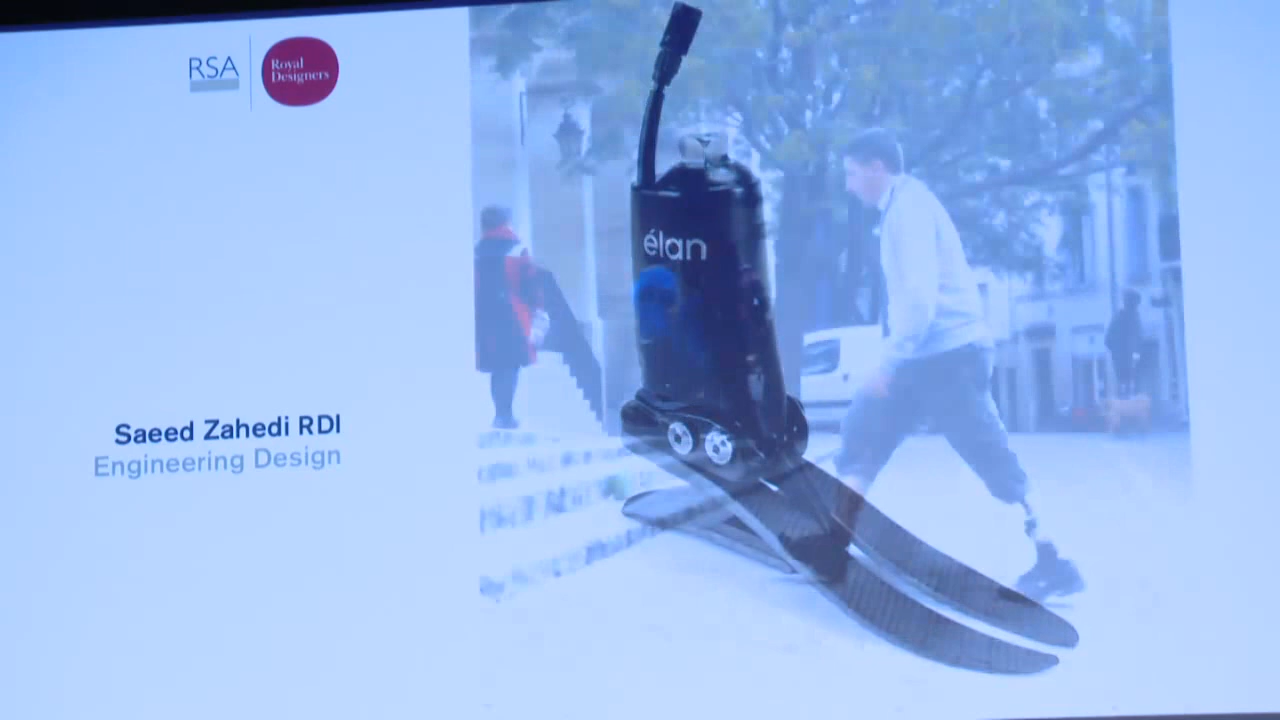 RSA
Royal
Designers
élan
Saeed Zahedi RDI
Engineering Design